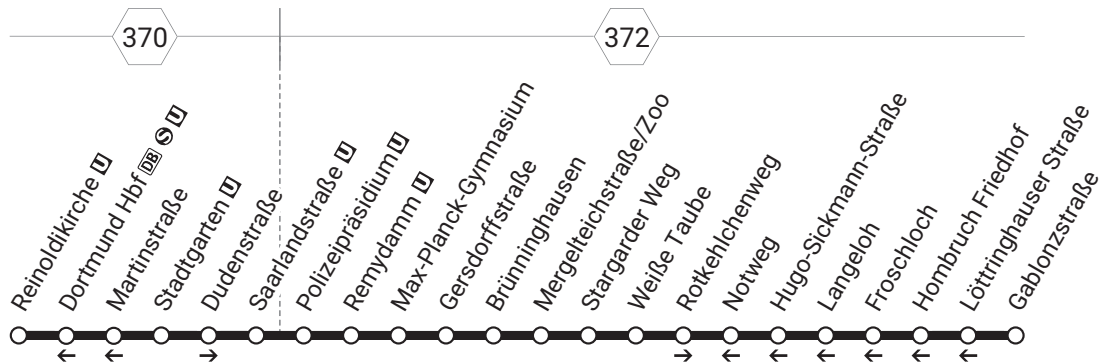 370
372
Reinoldikirche U
Dortmund Hbf DB S U
Martinstraße
Stadtgarten U
Dudenstraße
Saarlandstraße U
Polizeipräsidium U
Remydamm U
Max-Planck-Gymnasium
Gersdorffstraße
Brünninghausen
Mergelteichstraße/Zoo
Stargarder Weg
Weiße Taube
Rotkehlchenweg
Notweg
Hugo-Sickmann-Straße
Langeloh
Froschloch
Hombruch Friedhof
Löttringhauser Straße
Gablonzstraße